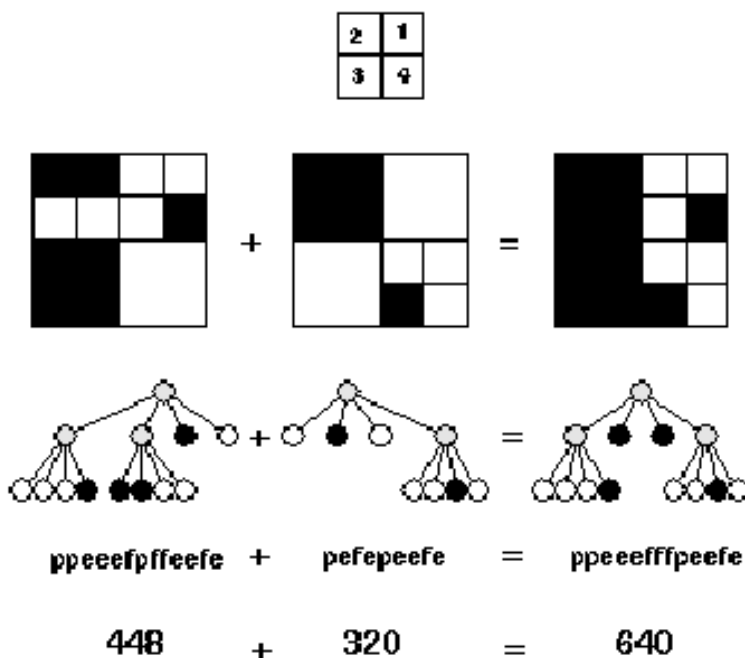 2 1
3 4
+ =
+ =
ppeeefpffeefe + pefepeefe = ppeeefffpeefe
448 + 320 = 640